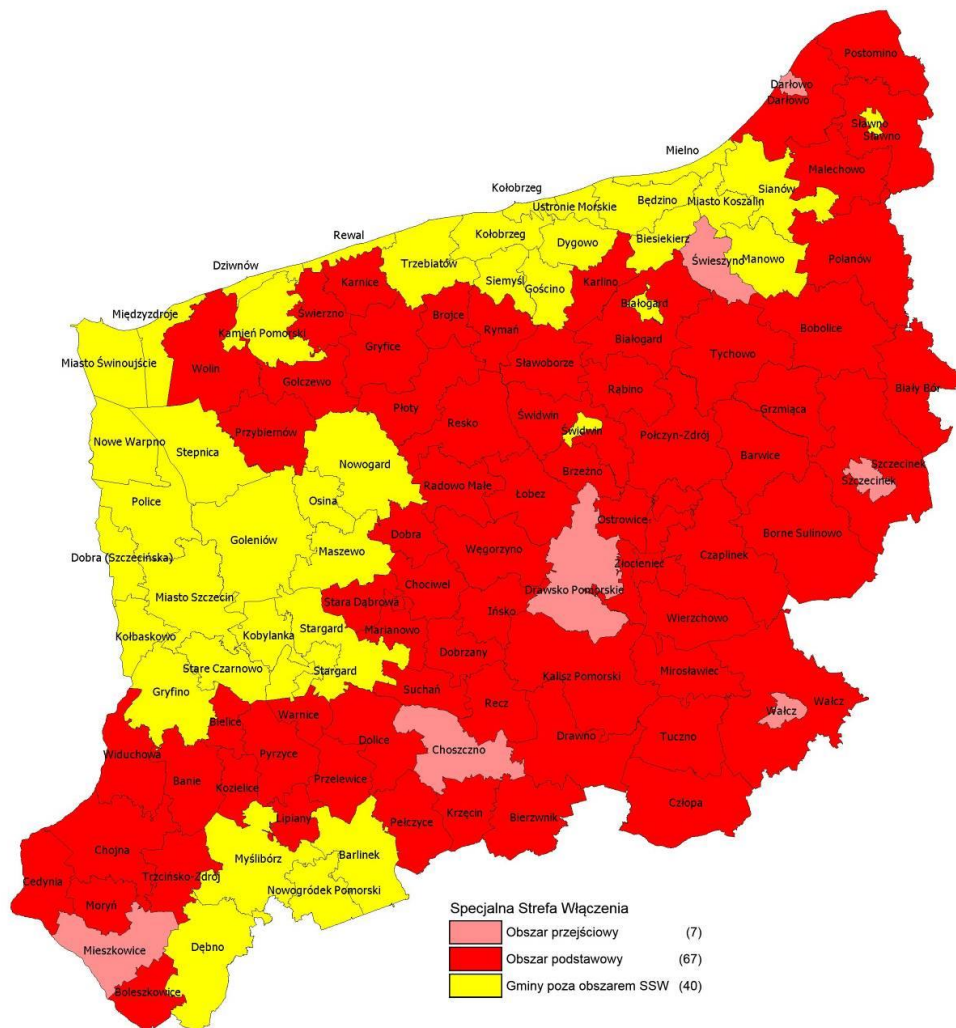 Postomino
Darłowo
Darłowo
Sławno
Sławno
Mielno
Malechowo
Sianów
Kołobrzeg
Ustronie Morskie
Będzino
Miasto Koszalin
Rewal
Kołobrzeg
Dygowo
Biesiekierz
Świeszyno
Manowo
Polanów
Dziwnów
Trzebiatów
Siemyśl
Gościno
Karlino
Białogard
Karnice
Międzyzdroje
Świerzno
Kamień Pomorski
Brojce
Rymań
Białogard
Bobolice
Miasto Świnoujście
Wolin
Gryfice
Sławoborze
Tychowo
Gołczewo
Rąbino
Biały Bór
Płoty
Świdwin
Grzmiąca
Przybiernów
Resko
Świdwin
Połczyn-Zdrój
Nowe Warpno
Stepnica
Barwice
Nowogard
Brzeżno
Szczecinek
Szczecinek
Radowo Małe
Łobez
Police
Osina
Ostrowice
Goleniów
Dobra
Borne Sulinowo
Maszewo
Węgorzyno
Czaplinek
Dobra (Szczecińska)
Złocieniec
Chociwel
Drawsko Pomorskie
Miasto Szczecin
Stara Dąbrowa
Ińsko
Wierzchowo
Stargard
Marianowo
Kołbaskowo
Kobylanka
Dobrzany
Stare Czarnowo
Stargard
Mirosławiec
Kalisz Pomorski
Gryfino
Suchań
Recz
Wałcz
Wałcz
Bielice
Warnice
Dolice
Drawno
Tuczno
Widuchowa
Pyrzyce
Choszczno
Banie
Kozielice
Przelewice
Człopa
Lipiany
Pełczyce
Krzęcin
Bierzwnik
Chojna
Myślibórz
Barlinek
Cedynia
Trzcińsko-Zdrój
Nowogródek Pomorski
Moryń
Mieszkowice
Dębno
Boleszkowice
Specjalna Strefa Włączenia
Obszar przejściowy (7)
Obszar podstawowy (67)
Gminy poza obszarem SSW (40)